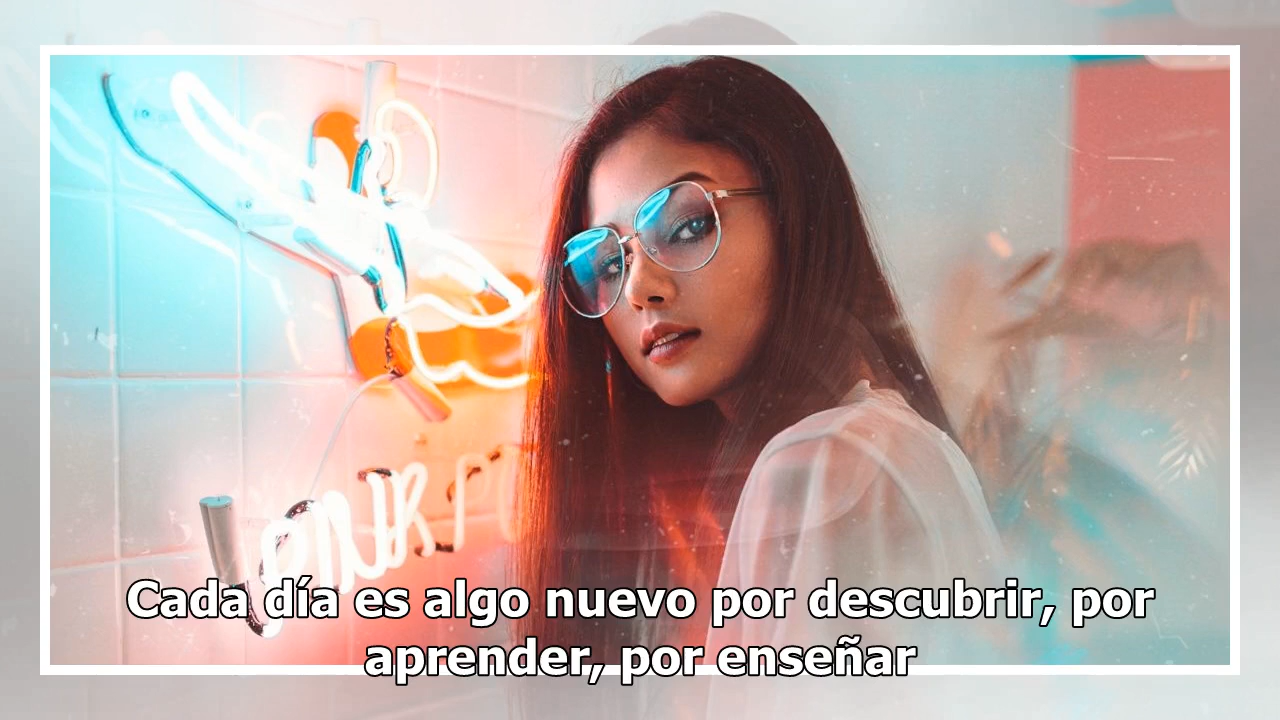 Cada día es algo nuevo por descubrir, por
aprender, por enseñar